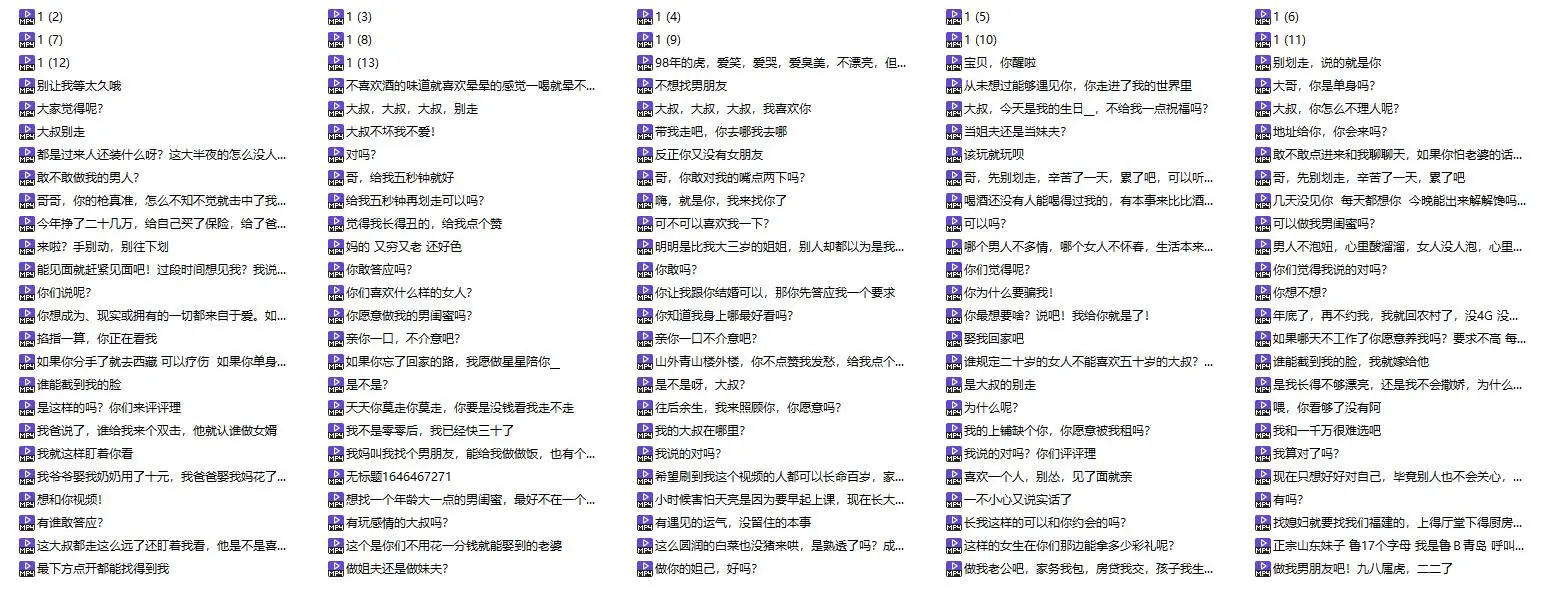 1 (2) 1 (3) 1 (4) 1 (5) 1 (6)
1 (7) 1 (8) 1 (9) 1 (10) 1 (11)
1 (12) 1 (13) 98年的虎，爱笑，爱哭，爱臭美，不漂亮，但... 宝贝，你醒啦 别划走，说的就是你
别让我等太久哦 不喜欢酒的味道就喜欢晕晕的感觉一喝就晕不... 不想找男朋友 从未想过能够遇见你，你走进了我的世界里 大哥，你是单身吗？
大家觉得呢？ 大叔，大叔，大叔，别走 大叔，大叔，大叔，我喜欢你 大叔，今天是我的生日__，不给我一点祝福吗？ 大叔，你怎么不理人呢？
大叔别走 大叔不坏我不爱！ 带我走吧，你去哪我去哪 当姐夫还是当妹夫？ 地址给你，你会来吗？
都是过来人还装什么呀？这大半夜的怎么没人... 对吗？ 反正你又没有女朋友 该玩就玩呗 敢不敢点进来和我聊聊天，如果你怕老婆的话...
敢不敢做我的男人？ 哥，给我五秒钟就好 哥，你敢对我的嘴点两下吗？ 哥，先别划走，辛苦了一天，累了吧，可以听... 哥，先别划走，辛苦了一天，累了吧
哥哥，你的枪真准，怎么不知不觉就击中了我... 给我五秒钟再划走可以吗？ 嗨，就是你，我来找你了 喝酒还没有人能喝得过我的，有本事来比比酒... 几天没见你 每天都想你 今晚能出来解解馋吗...
今年挣了二十几万，给自己买了保险，给了爸... 觉得我长得丑的，给我点个赞 可不可以喜欢我一下？ 可以吗？ 可以做我男闺蜜吗？
来啦？手别动，别往下划 妈的 又穷又老 还好色 明明是比我大三岁的姐姐，别人却都以为是我... 哪个男人不多情，哪个女人不怀春，生活本来... 男人不泡妞，心里酸溜溜，女人没人泡，心里...
能见面就赶紧见面吧！过段时间想见我？我说... 你敢答应吗？ 你敢吗？ 你们觉得呢？ 你们觉得我说的对吗？
你们说呢？ 你们喜欢什么样的女人？ 你让我跟你结婚可以，那你先答应我一个要求 你为什么要骗我！ 你想不想？
你想成为、现实或拥有的一切都来自于爱。如... 你愿意做我的男闺蜜吗？ 你知道我身上哪最好看吗？ 你最想要啥？说吧！我给你就是了！ 年底了，再不约我，我就回农村了，没4G 没...
掐指一算，你正在看我 亲你一口，不介意吧？ 亲你一口不介意吧？ 娶我回家吧 如果哪天不工作了你愿意养我吗？要求不高 每...
如果你分手了就去西藏 可以疗伤 如果你单身... 如果你忘了回家的路，我愿做星星陪你__ 山外青山楼外楼，你不点赞我发愁，给我点个... 谁规定二十岁的女人不能喜欢五十岁的大叔？... 谁能截到我的脸，我就嫁给他
谁能截到我的脸 是不是？ 是不是呀，大叔？ 是大叔的别走 是我长得不够漂亮，还是我不会撒娇，为什么...
是这样的吗？你们来评评理 天天你莫走你莫走，你要是没钱看我走不走 往后余生，我来照顾你，你愿意吗？ 为什么呢？ 喂，你看够了没有阿
我爸说了，谁给我来个双击，他就认谁做女婿 我不是零零后，我已经快三十了 我的大叔在哪里？ 我的上铺缺个你，你愿意被我租吗？ 我和一千万很难选吧
我就这样盯着你看 我妈叫我找个男朋友，能给我做做饭，也有个... 我说的对吗？ 我说的对吗？你们评评理 我算对了吗？
我爷爷娶我奶奶用了十元，我爸爸娶我妈花了... 无标题1646467271 希望刷到我这个视频的人都可以长命百岁，家... 喜欢一个人，别怂，见了面就亲 现在只想好好对自己，毕竟别人也不会关心，...
想和你视频！ 想找一个年龄大一点的男闺蜜，最好不在一个... 小时候害怕天亮是因为要早起上课，现在长大... 一不小心又说实话了 有吗？
有谁敢答应？ 有玩感情的大叔吗？ 有遇见的运气，没留住的本事 长我这样的可以和你约会的吗？ 找媳妇就要找我们福建的，上得厅堂下得厨房...
这大叔都走这么远了还盯着我看，他是不是喜... 这个是你们不用花一分钱就能娶到的老婆 这么圆润的白菜也没猪来哄，是熟透了吗？成... 这样的女生在你们那边能拿多少彩礼呢？ 正宗山东妹子 鲁17个字母 我是鲁Ｂ青岛 呼叫...
最下方点开都能找得到我 做姐夫还是做妹夫？ 做你的妲己，好吗？ 做我老公吧，家务我包，房贷我交，孩子我生... 做我男朋友吧！九八属虎，二二了